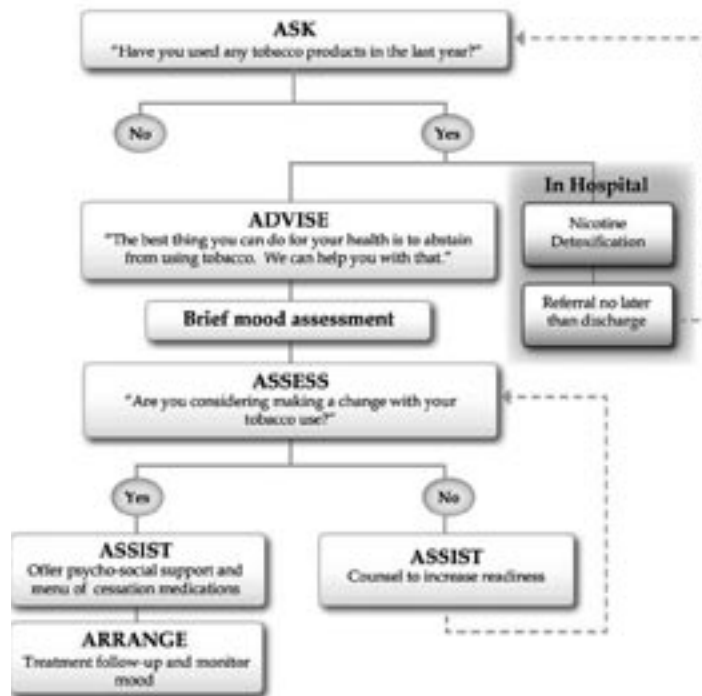 ASK
"Have you used any tobacco products in the last year?"
No
Yes
In Hospital
ADVISE
"The best thing you can do for your health is to abstain
from using tobacco. We can help you with that."
Nicotine
Detoxification
Referral no later
than discharge
Brief mood assessment
ASSESS
"Are you considering making a change with your
tobacco use?"
Yes
No
ASSIST
Offer psycho-social support and
menu of cessation medications
ASSIST
Counsel to increase readiness
ARRANGE
Treatment follow-up and monitor
mood